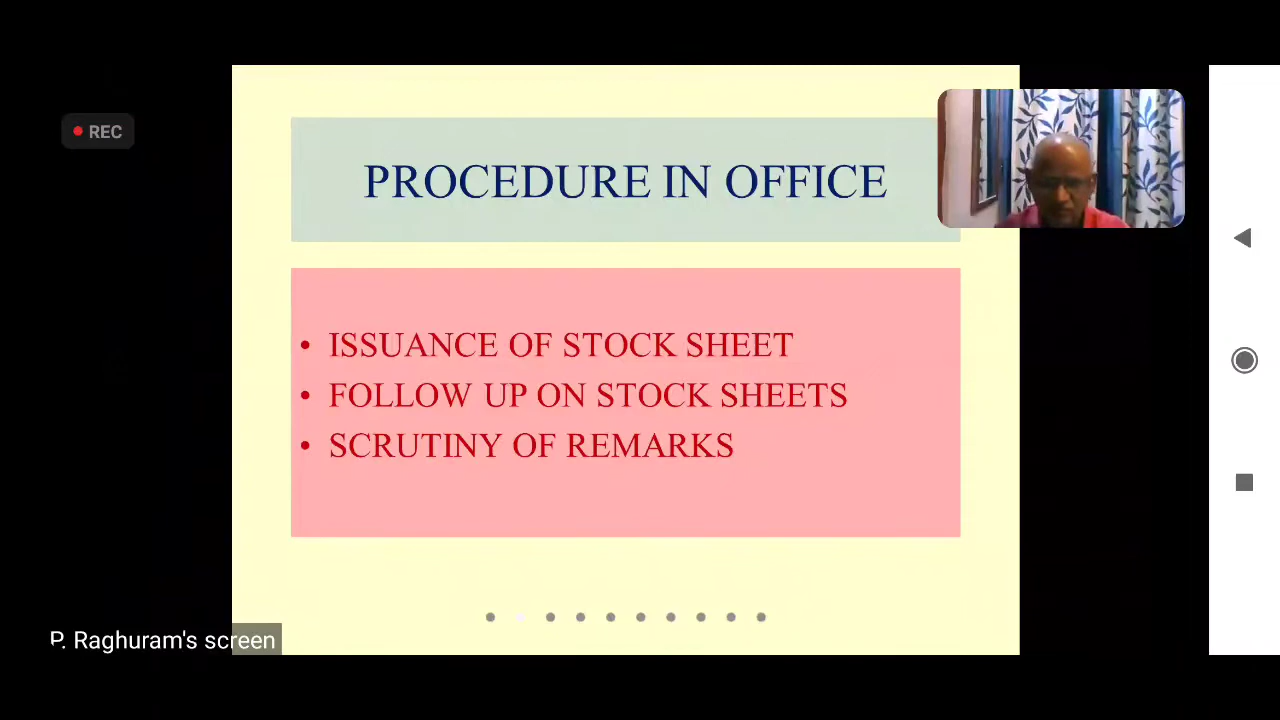 REC
PROCEDURE IN OFFICE
• ISSUANCE OF STOCK SHEET
• FOLLOW UP ON STOCK SHEETS
• SCRUTINY OF REMARKS
P. Raghuram's screen